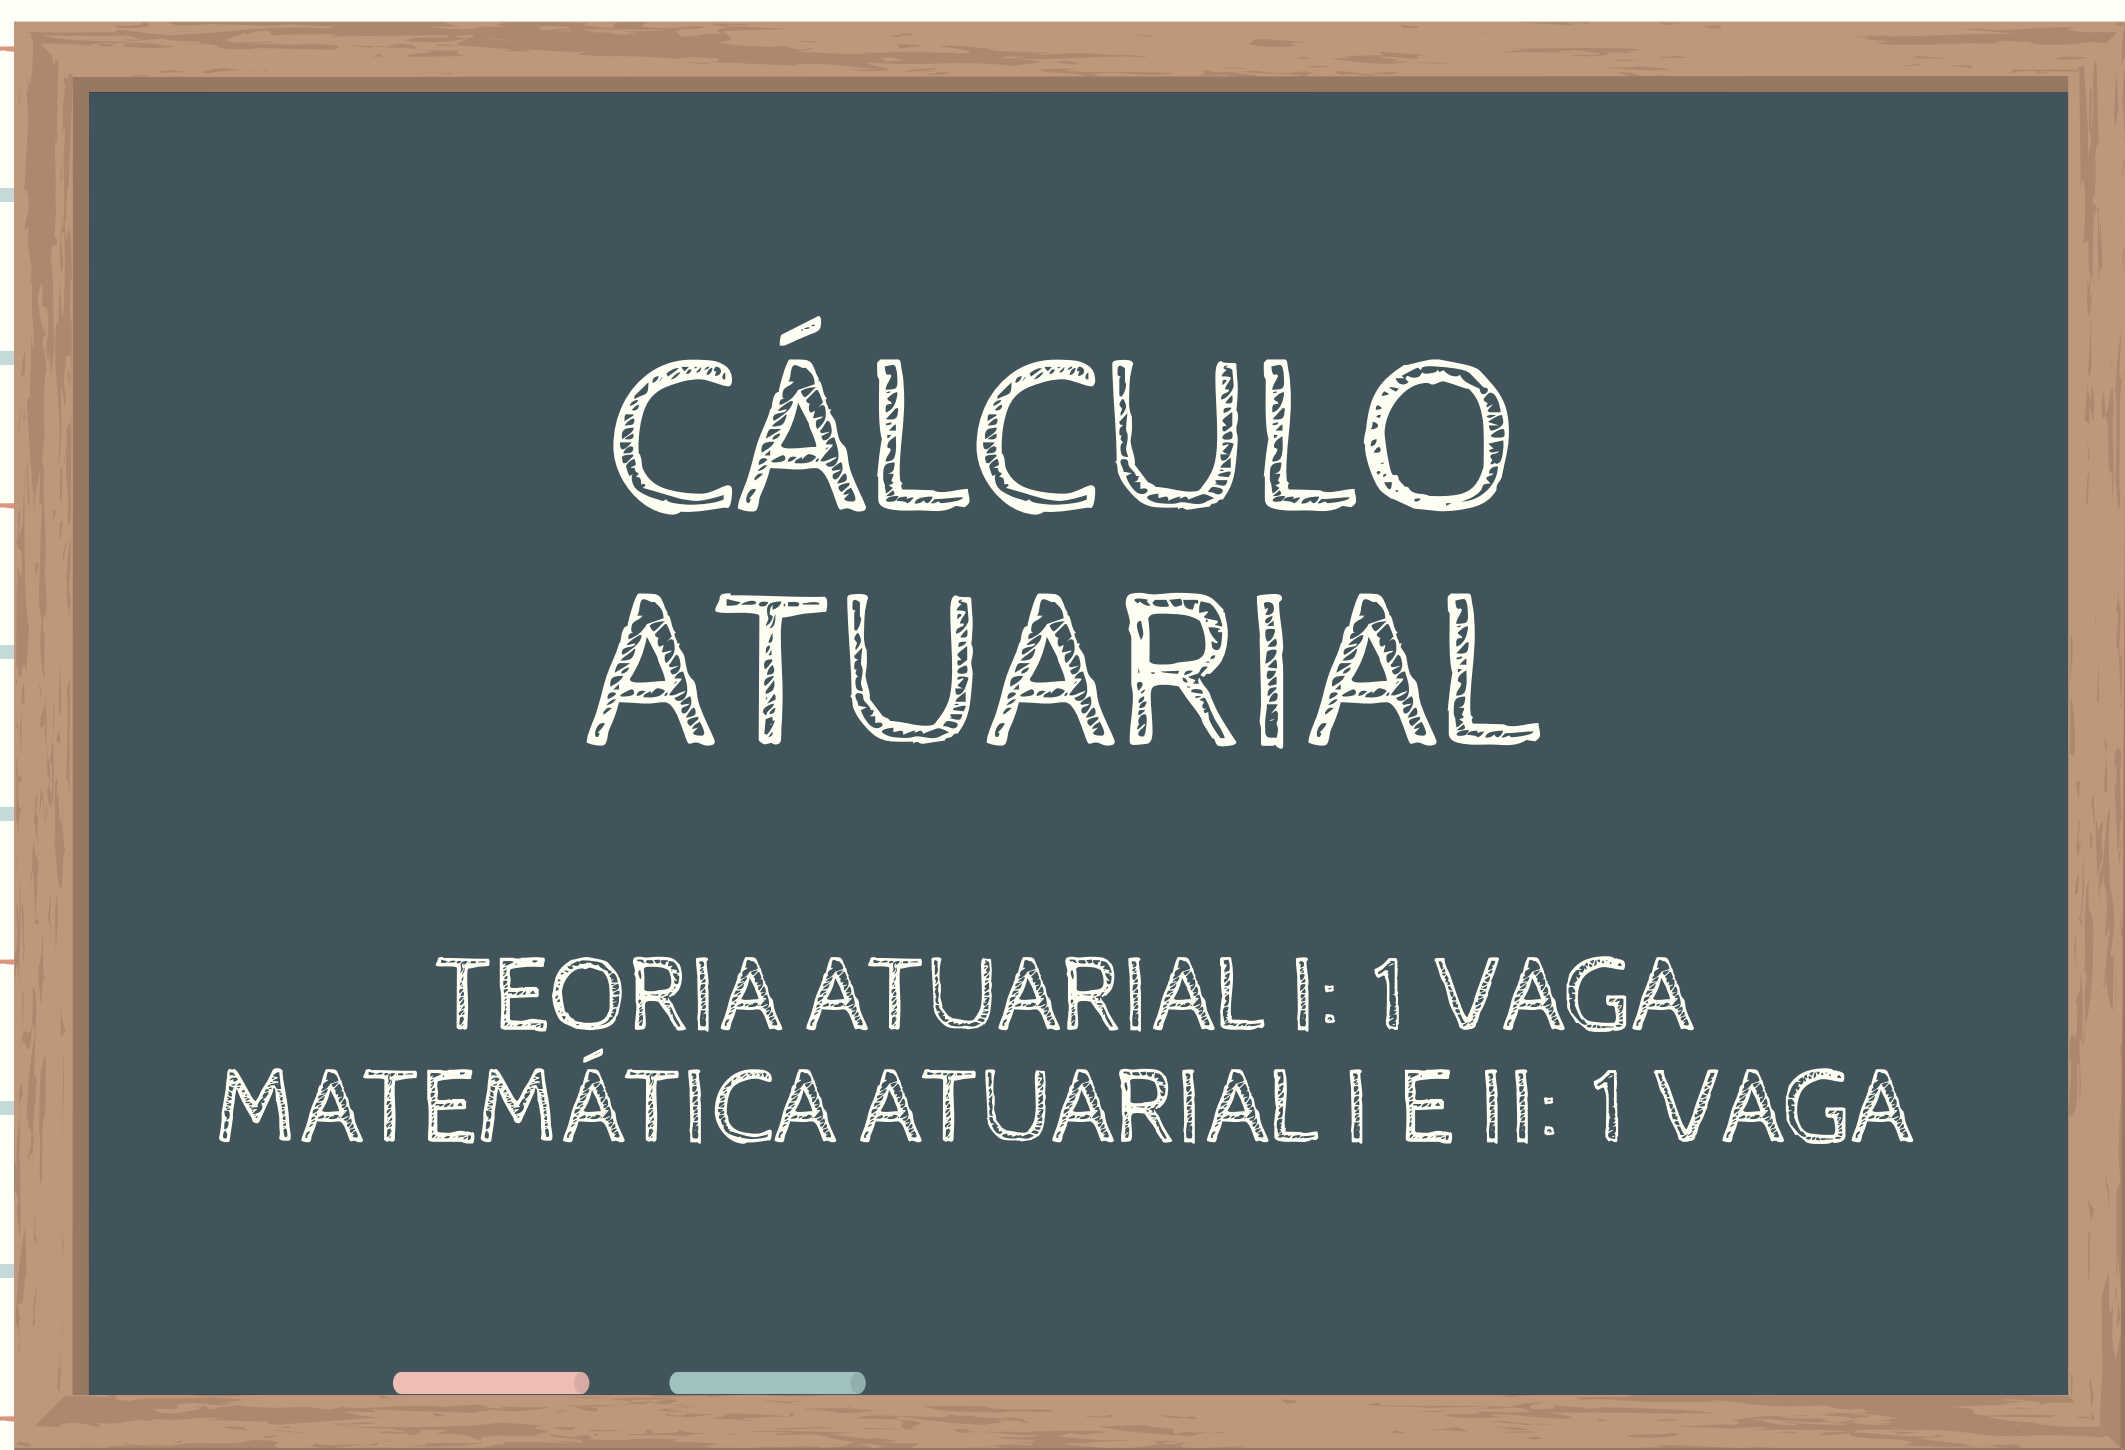 CÁLCULO
ATUARIAL
TEORIA ATUARIAL I: 1 VAGA
MATEMÁTICA ATUARIAL I E II: 1 VAGA